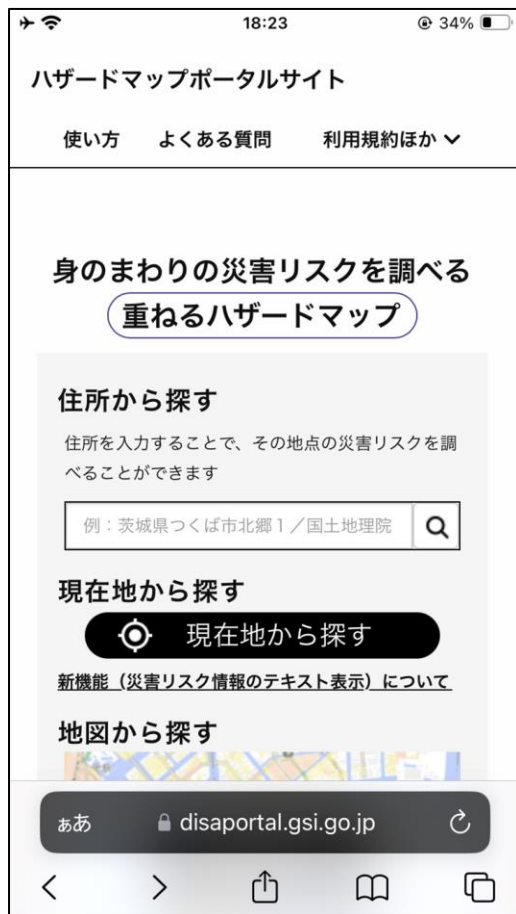 18:23
34%
ハザードマップポータルサイト
使い方 よくある質問 利用規約ほか
身のまわりの災害リスクを調べる
重ねるハザードマップ
住所から探す
住所を入力することで、その地点の災害リスクを調
べることができます
例：茨城県つくば市北郷１／国土地理院
現在地から探す
現在地から探す
新機能（災害リスク情報のテキスト表示）について
地図から探す
ぁあ disaportal.gsi.go.jp